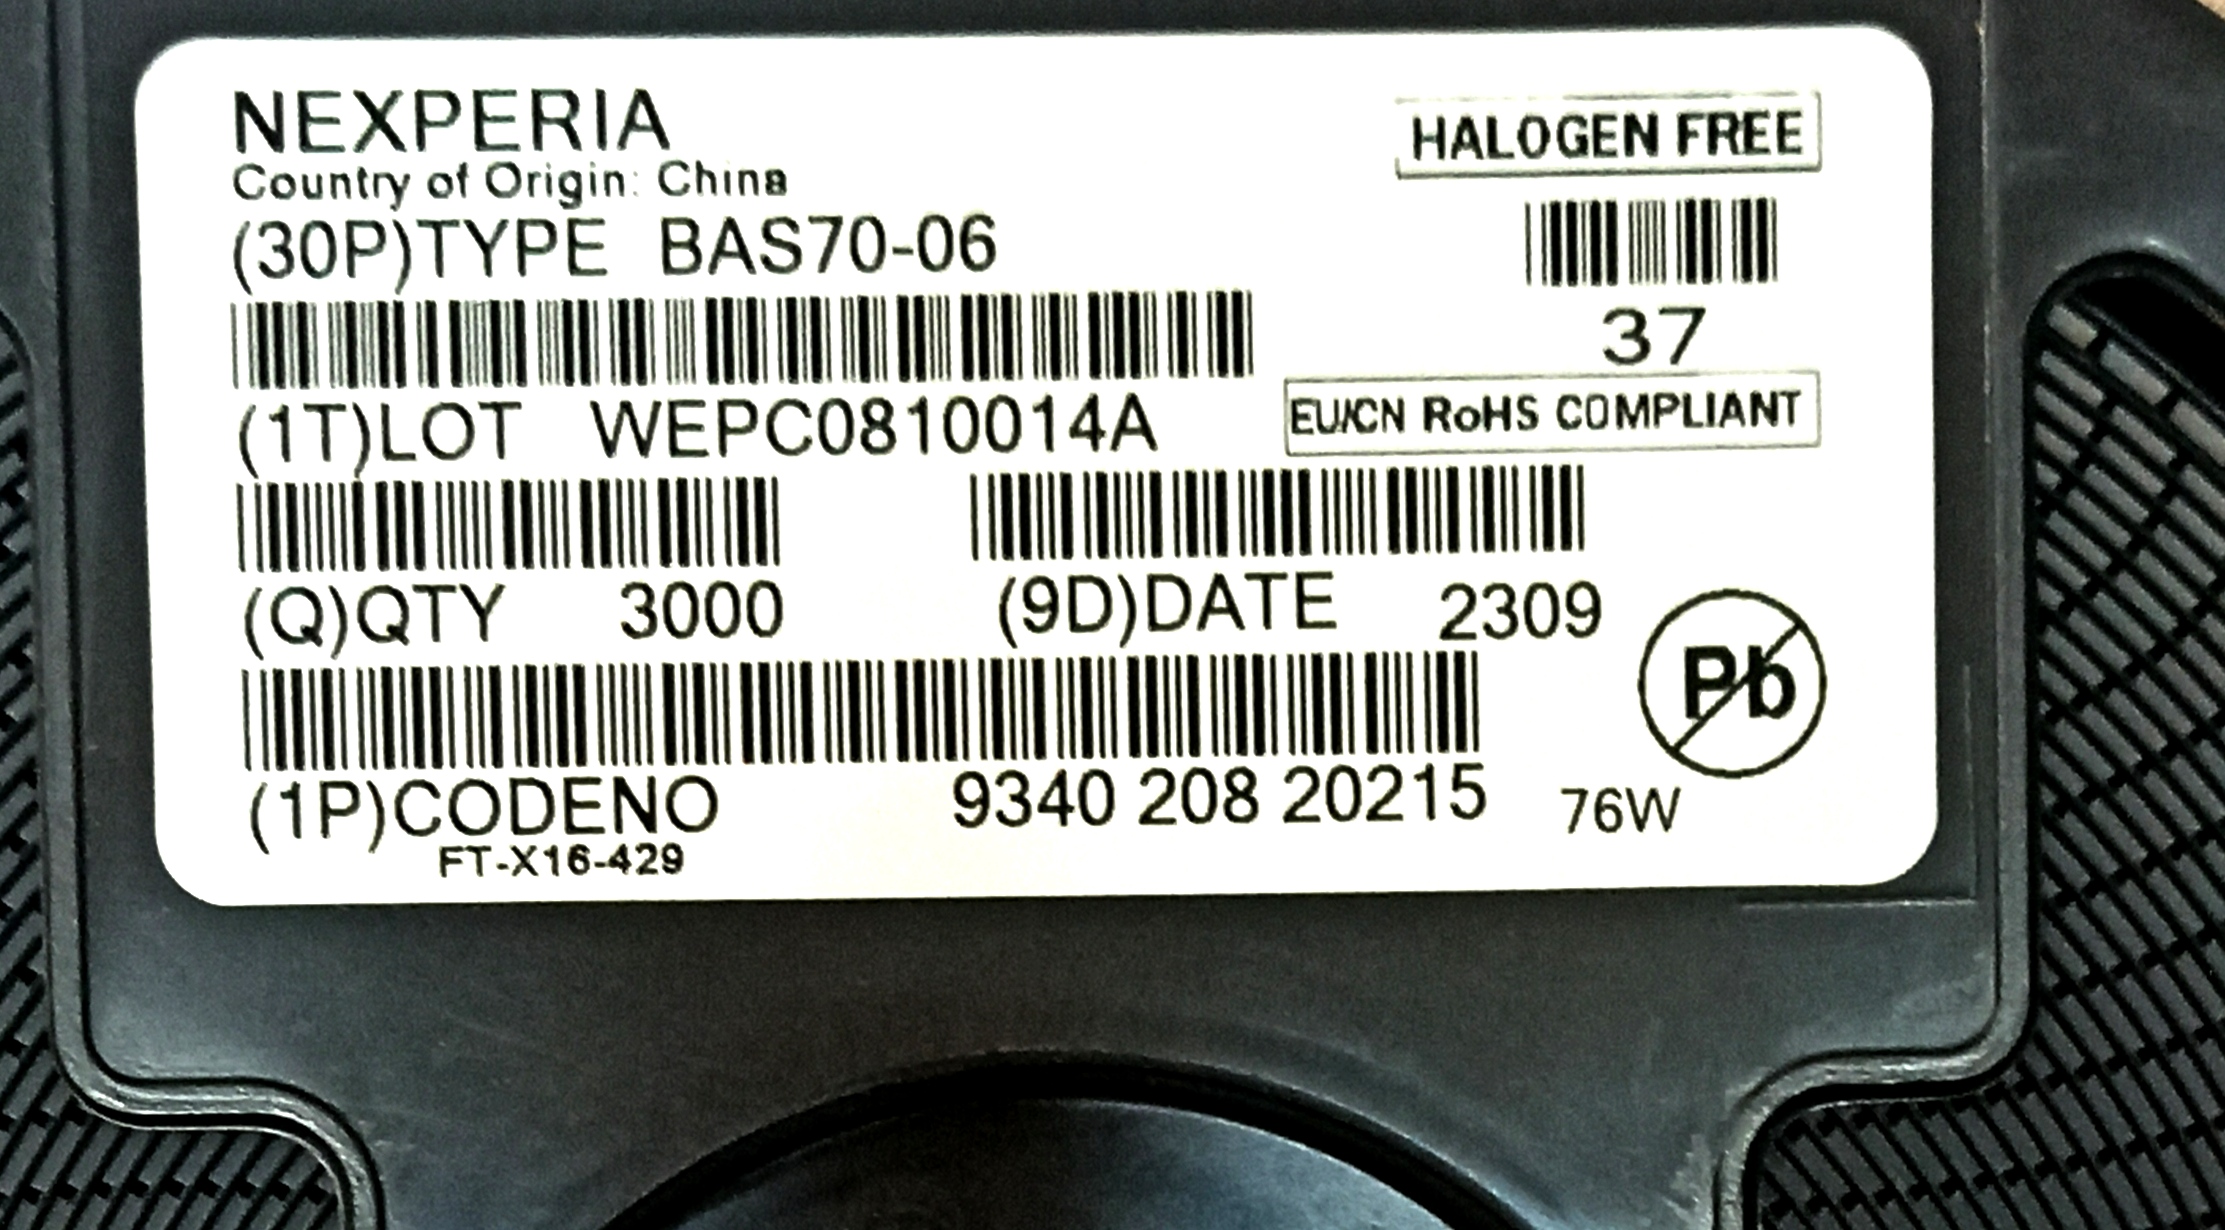 NEXPERIA
HALOGEN FREE
Country of Origin: China
(30P)TYPE BAS70-06
37
(1T)LOT WEPC0810014A
EU/CN RoHS COMPLIANT
(Q)QTY 3000 (9D)DATE 2309
Pb
(1P)CODENO 9340 208 20215 76W
FT-X16-429